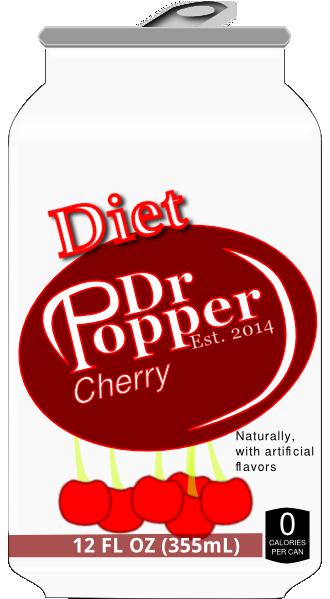 Diet
Dr
Popper
Est. 2014
Cherry
Naturally,
with artificial
flavors
0
CALORIES
PER CAN
12 FL OZ (355mL)